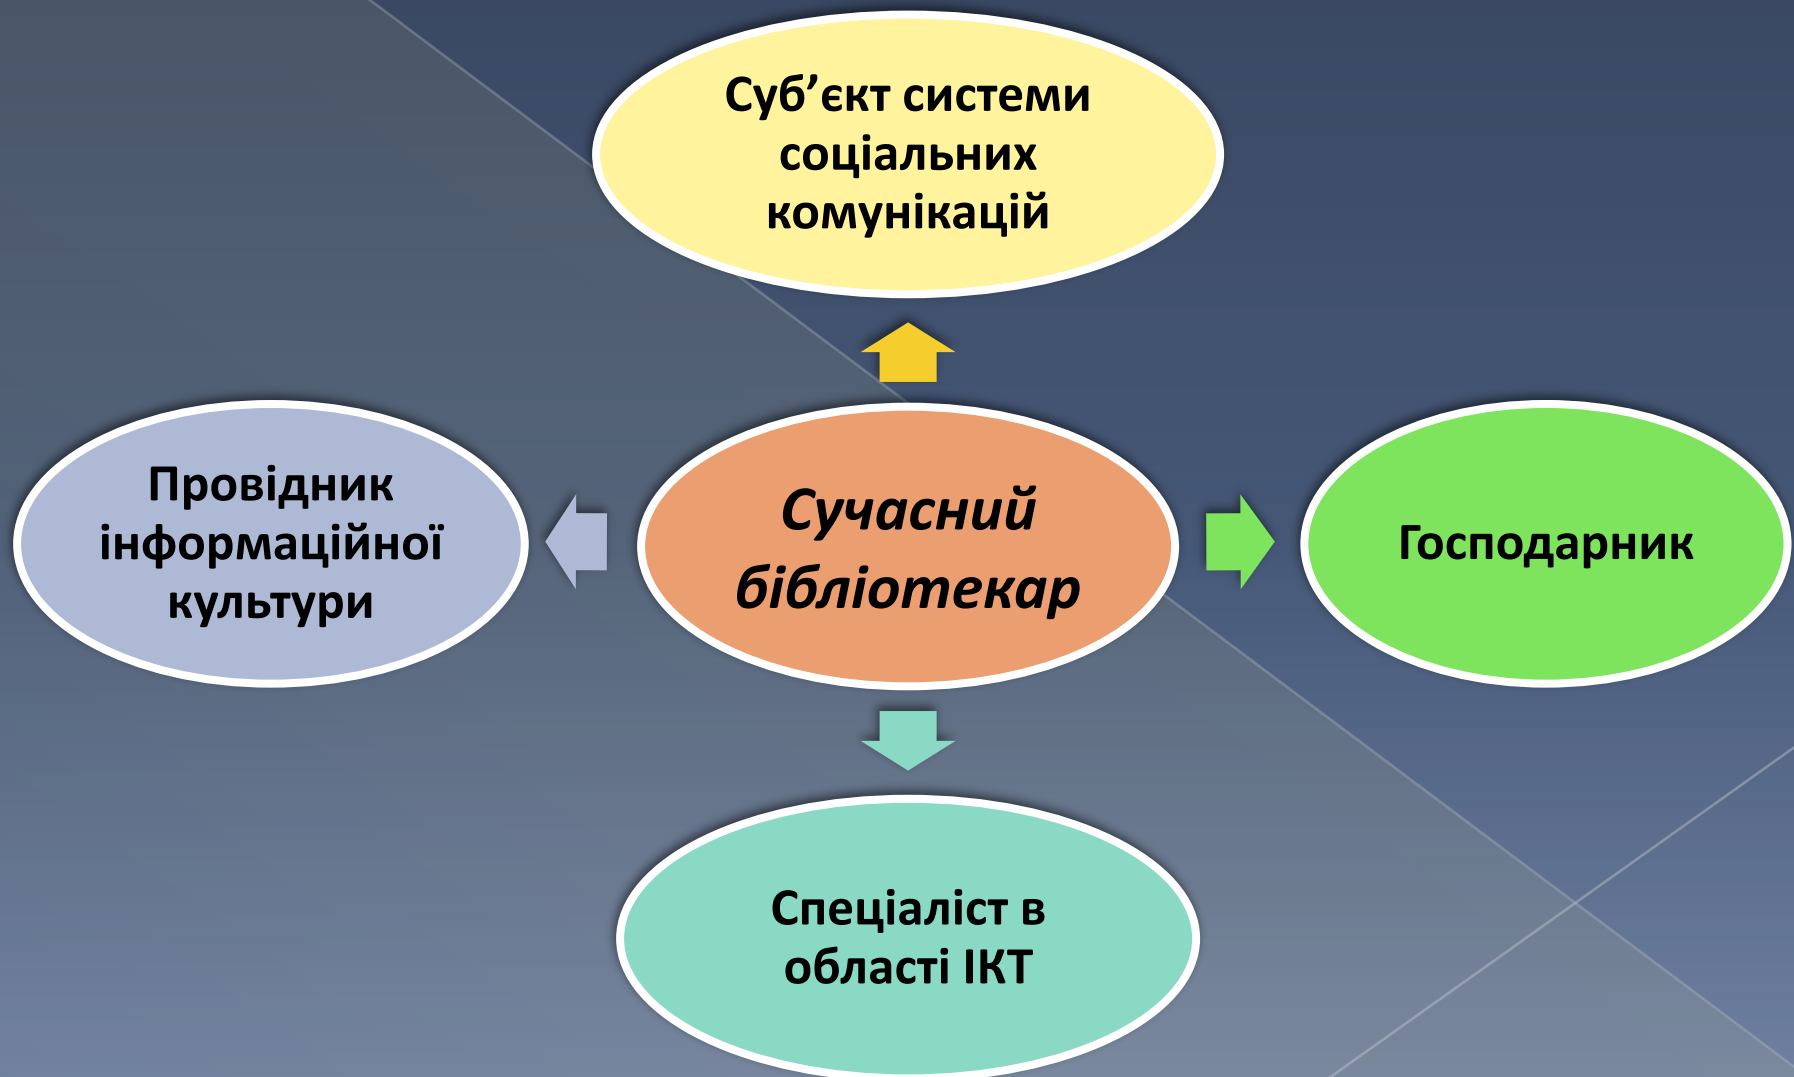 Суб’єкт системи
соціальних
комунікацій
Провідник
інформаційної
культури
Сучасний
бібліотекар
Господарник
Спеціаліст в
області ІКТ